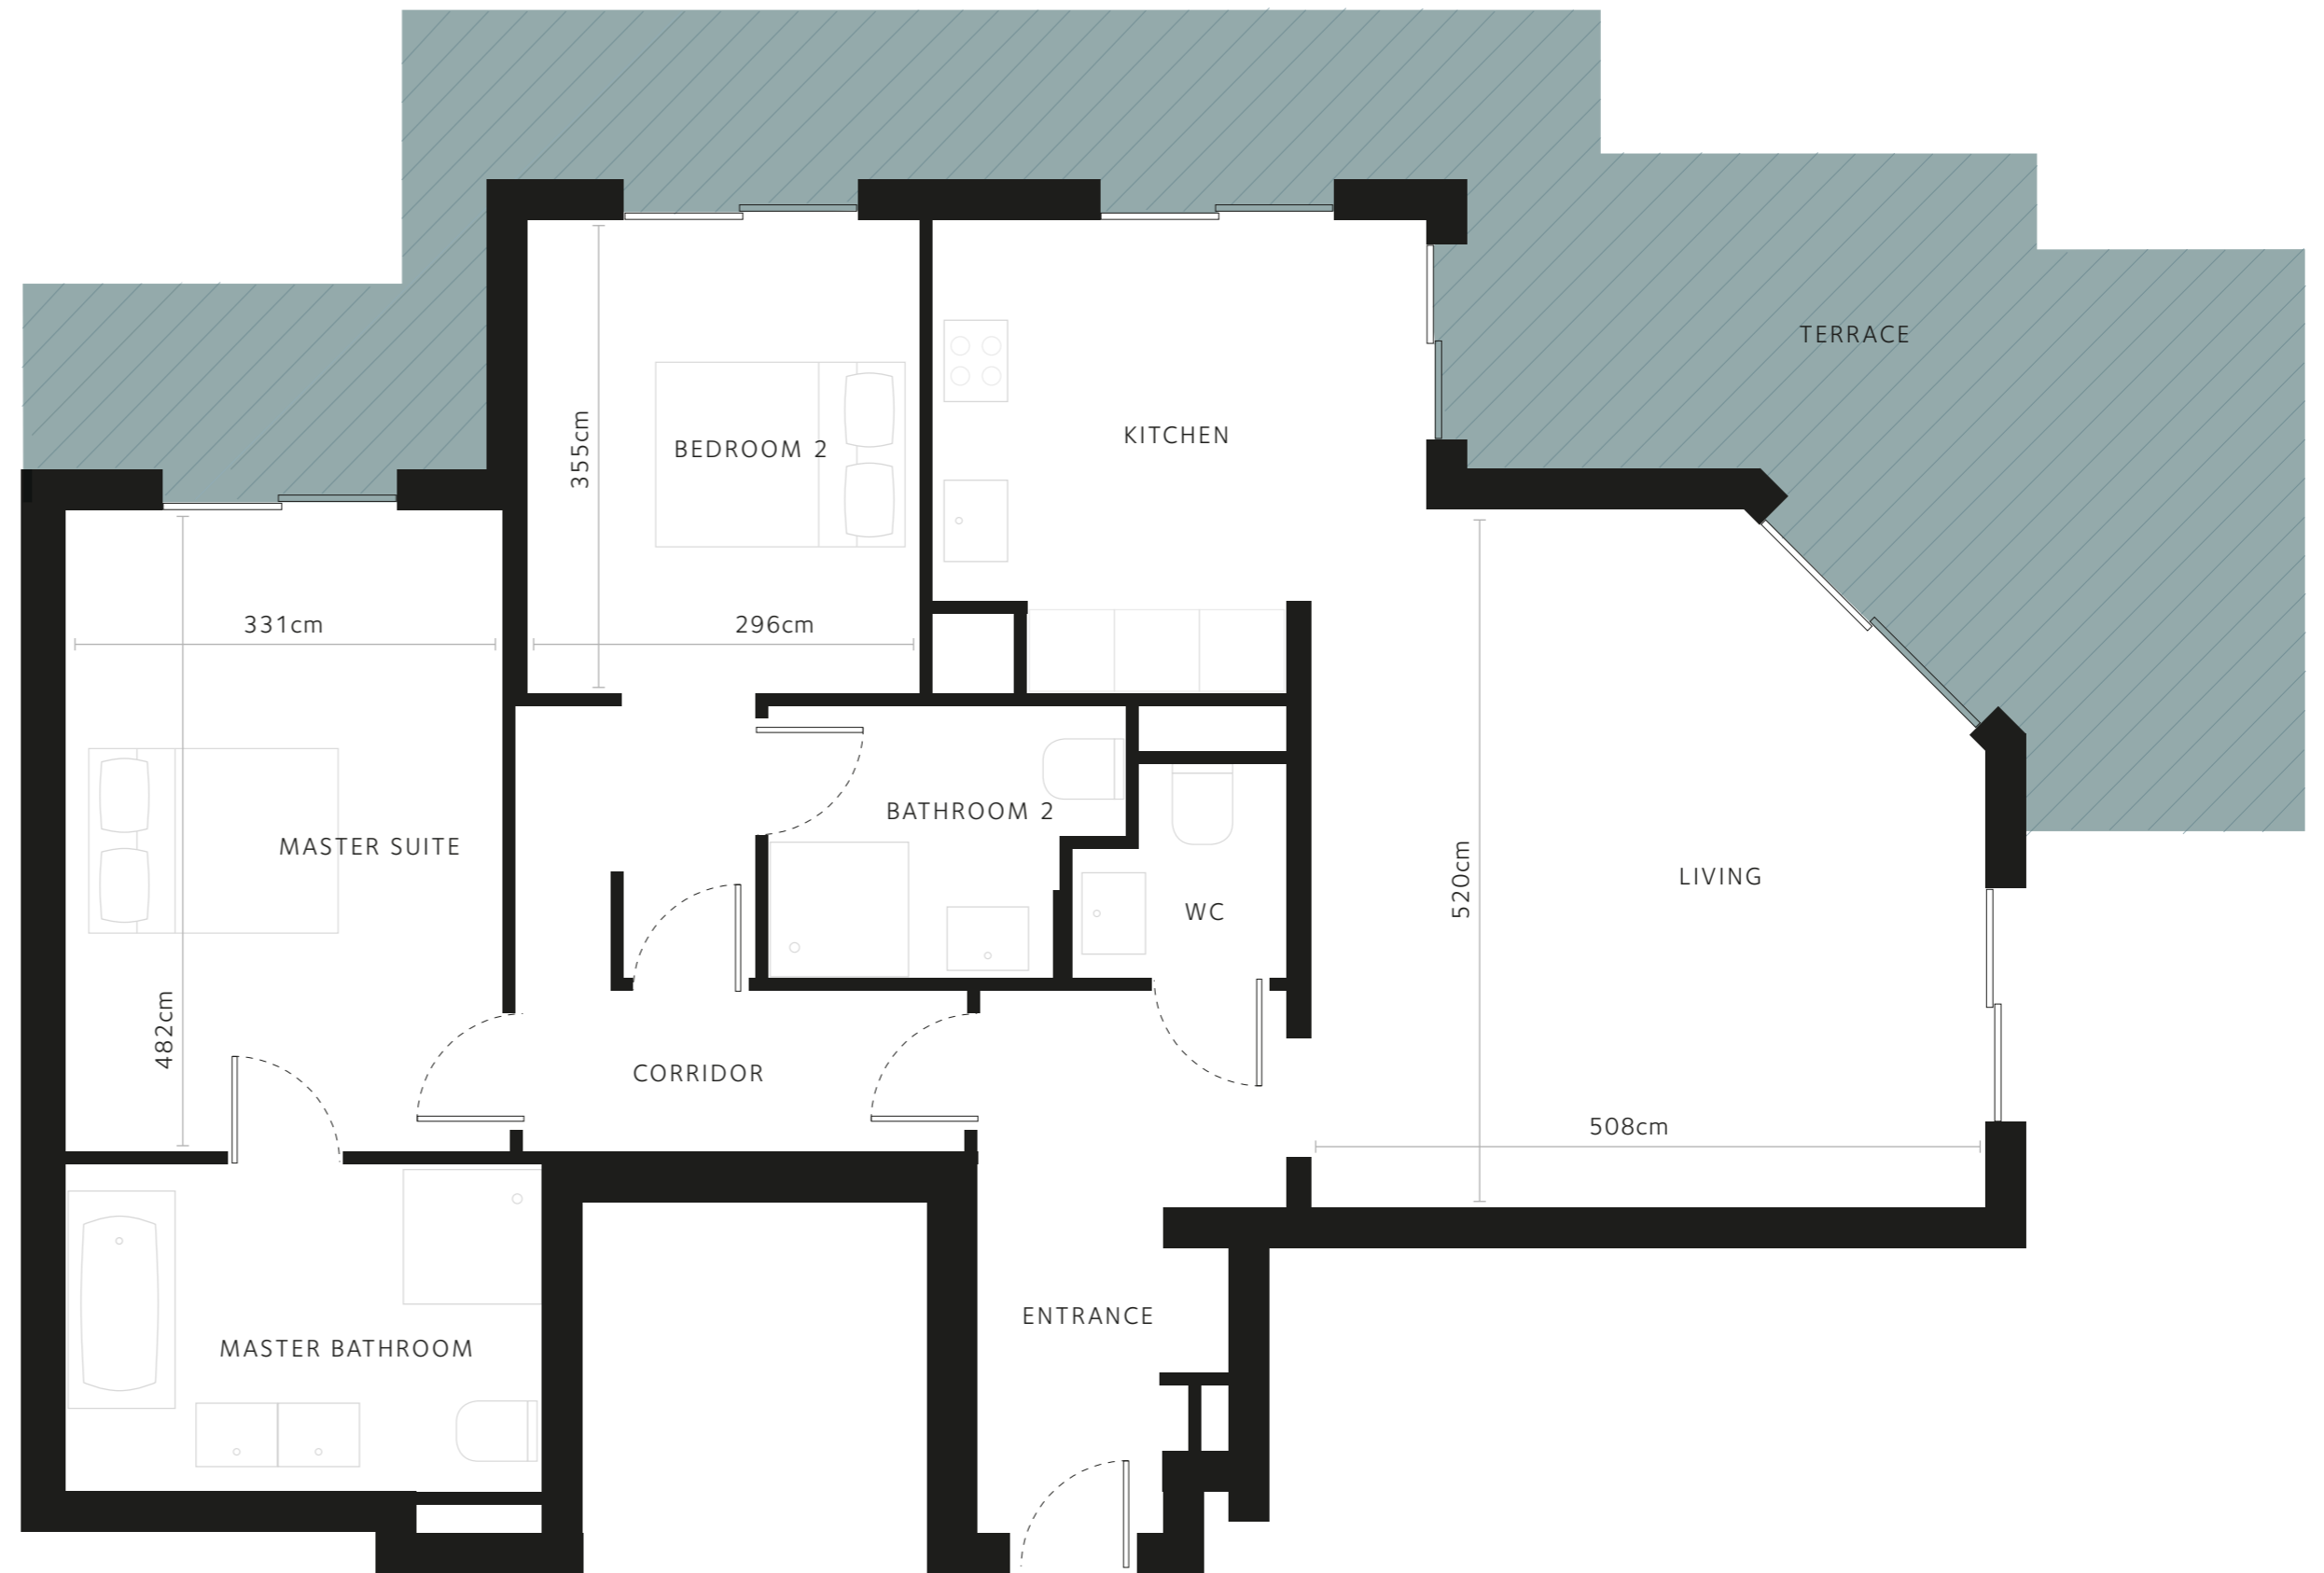 TERRACE
KITCHEN
BEDROOM 2
355cm
331cm
296cm
BATHROOM 2
MASTER SUITE
LIVING
520cm
WC
482cm
CORRIDOR
508cm
ENTRANCE
MASTER BATHROOM